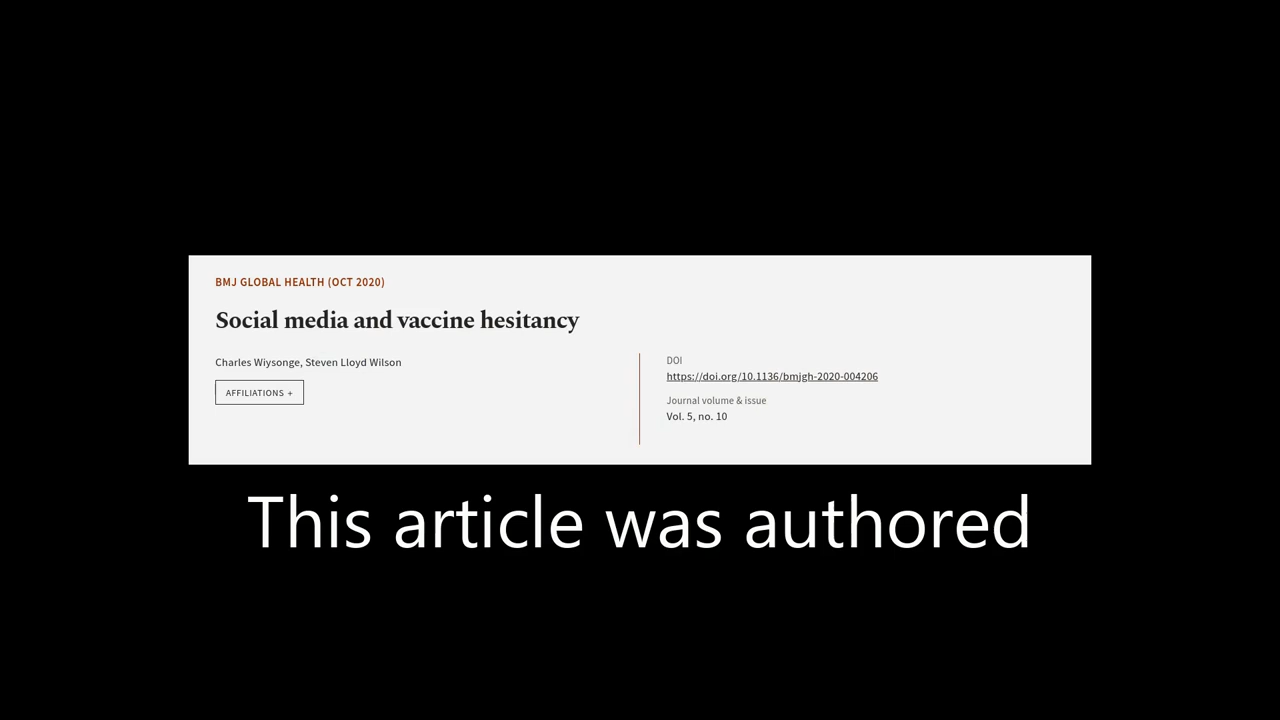 BMJ GLOBAL HEALTH (OCT 2020)
Social media and vaccine hesitancy
Charles Wiysonge, Steven Lloyd Wilson
AFFILIATIONS +
DOI
https://doi.org/10.1136/bmjgh-2020-004206
Journal volume & issue
Vol. 5, no. 10
This article was authored